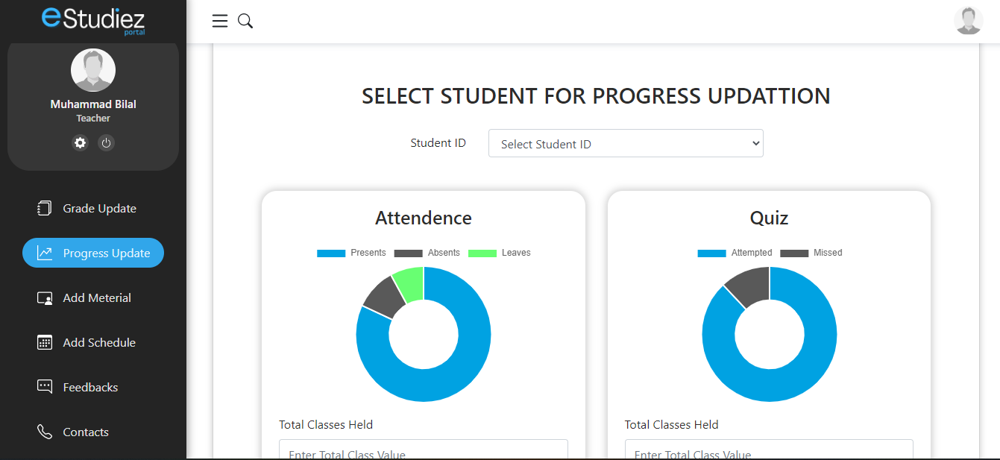 eStudiez
portal
Muhammad Bilal
Teacher
Grade Update
Progress Update
Add Meterial
Add Schedule
Feedbacks
Contacts
SELECT STUDENT FOR PROGRESS UPDATTION
Student ID Select Student ID
Attendence
Presents Absents Leaves
Total Classes Held
Enter Total Class Value
Quiz
Attempted Missed
Total Classes Held
Enter Total Class Value